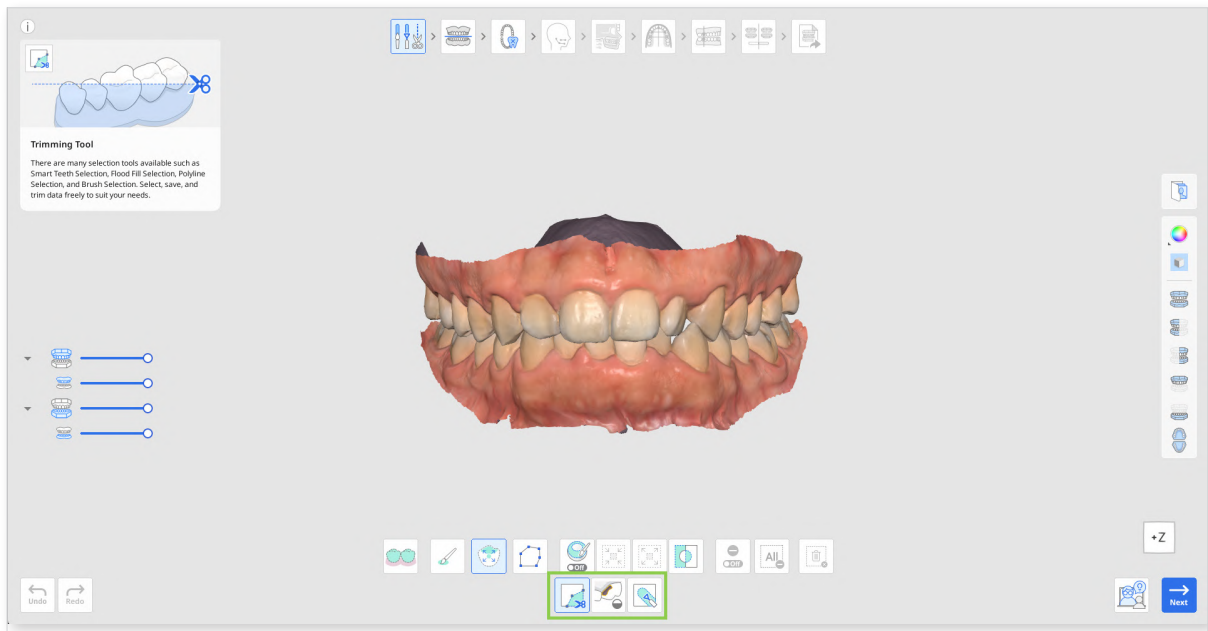 Trimming Tool
There are many selection tools available such as
Smart Teeth Selection, Flood Fill Selection, Polyline
Selection, and Brush Selection. Select, save, and
trim data freely to suit your needs.
Off
Off
All
+Z
Undo
Redo
Next